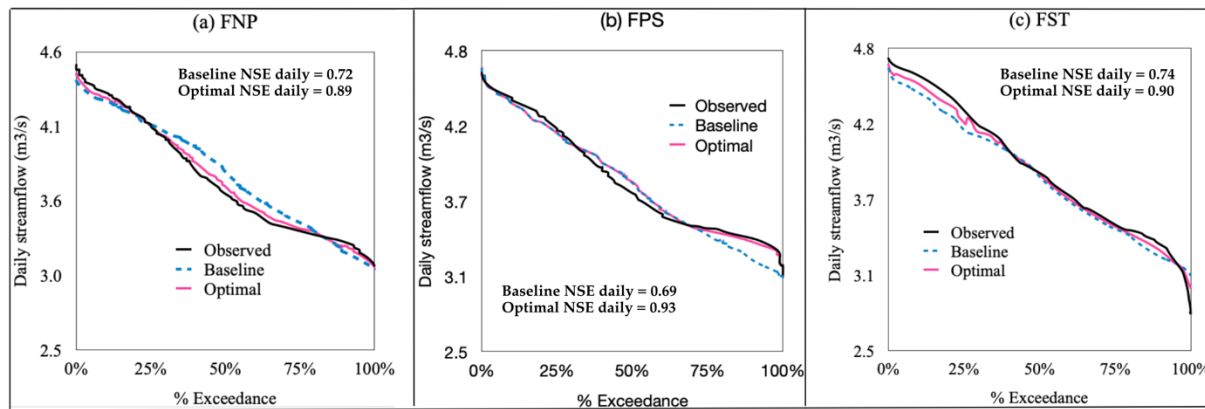 (a) FNP
4.6
4.1
3.6
3.0
2.5
Daily streamflow (m3/s)
Baseline NSE daily = 0.72
Optimal NSE daily = 0.89
Observed
Baseline
Optimal
0% 25% 50% 75% 100%
% Exceedance
(b) FPS
4.8
4.2
3.7
3.1
2.5
Daily streamflow (m3/s)
Observed
Baseline
Optimal
Baseline NSE daily = 0.69
Optimal NSE daily = 0.93
0% 25% 50% 75% 100%
% Exceedance
(c) FST
4.8
4.2
3.7
3.1
2.5
Daily streamflow (m3/s)
Baseline NSE daily = 0.74
Optimal NSE daily = 0.90
Observed
Baseline
Optimal
0% 25% 50% 75% 100%
% Exceedance